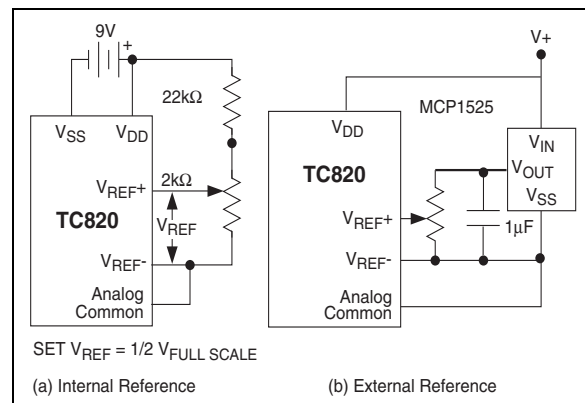 9V
+
22kΩ
VSS VDD
VREF+
2kΩ
TC820
VREF
VREF-
Analog
Common
SET VREF = 1/2 VFULL SCALE
(a) Internal Reference
V+
MCP1525
VDD
VIN
VOUT
VSS
TC820
VREF+
1μF
VREF-
Analog
Common
(b) External Reference